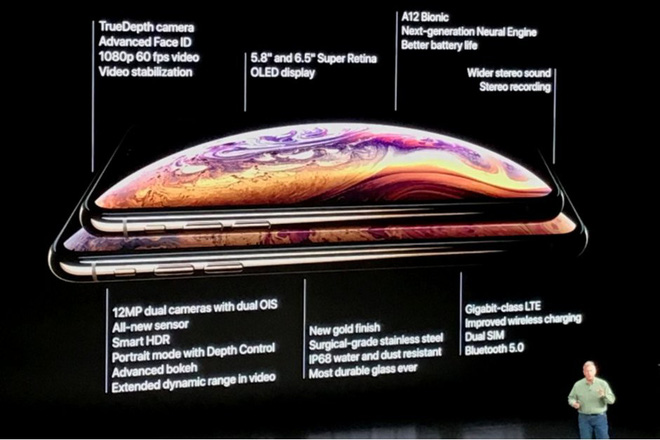 TrueDepth camera
Advanced Face ID
1080p 60 fps video
Video stabilization
5.8" and 6.5" Super Retina
OLED display
A12 Bionic
Next-generation Neural Engine
Better battery life
Wider stereo sound
Stereo recording
12MP dual cameras with dual OIS
All-new sensor
Smart HDR
Portrait mode with Depth Control
Advanced bokeh
Extended dynamic range in video
New gold finish
Surgical-grade stainless steel
IP68 water and dust resistant
Most durable glass ever
Gigabit-class LTE
Improved wireless charging
Dual SIM
Bluetooth 5.0